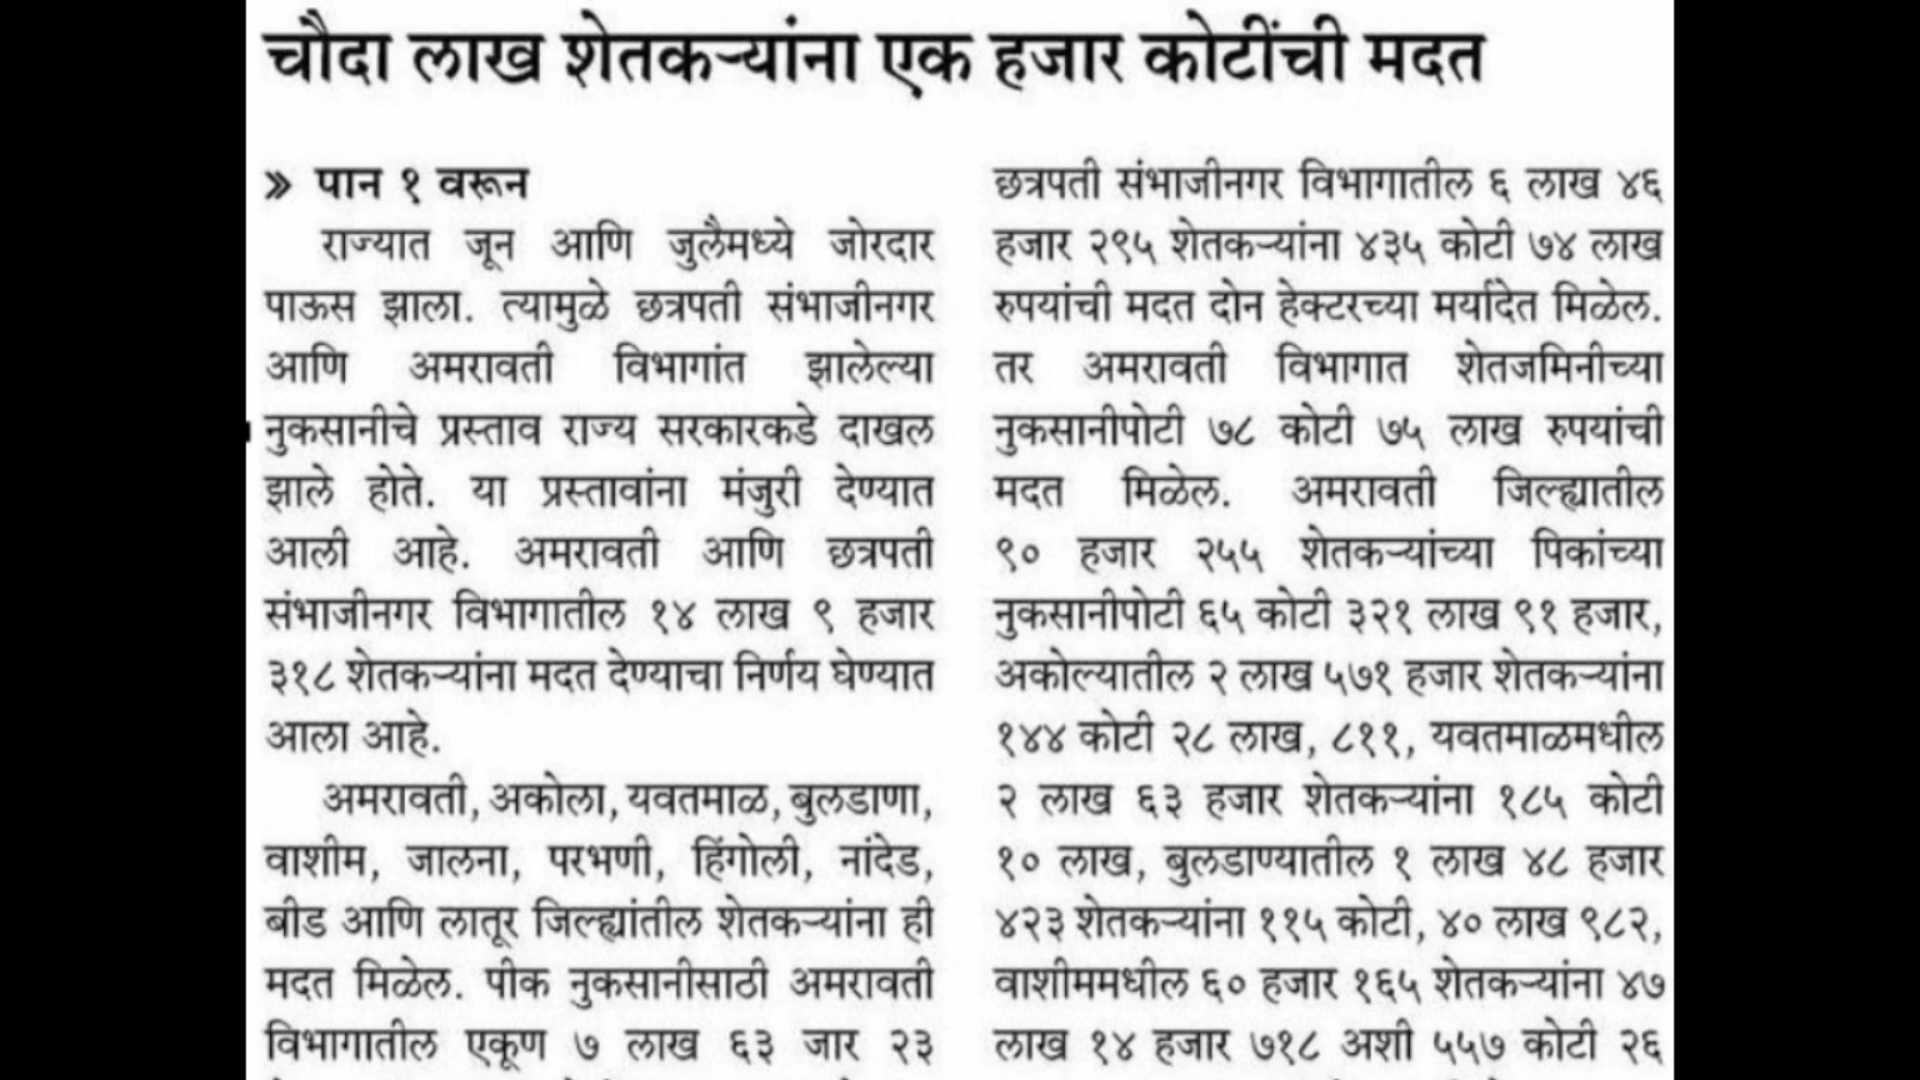 चौदा लाख शेतकऱ्यांना एक हजार कोटींची मदत
» पान १ वरून
राज्यात जून आणि जुलैमध्ये जोरदार
पाऊस झाला. त्यामुळे छत्रपती संभाजीनगर
आणि अमरावती विभागांत झालेल्या
नुकसानीचे प्रस्ताव राज्य सरकारकडे दाखल
झाले होते. या प्रस्तावांना मंजुरी देण्यात
आली आहे. अमरावती आणि छत्रपती
संभाजीनगर विभागातील १४ लाख ९ हजार
३१८ शेतकऱ्यांना मदत देण्याचा निर्णय घेण्यात
आला आहे.
अमरावती, अकोला, यवतमाळ, बुलडाणा,
वाशीम, जालना, परभणी, हिंगोली, नांदेड,
बीड आणि लातूर जिल्ह्यांतील शेतकऱ्यांना ही
मदत मिळेल. पीक नुकसानीसाठी अमरावती
विभागातील एकूण ७ लाख ६३ जार २३
छत्रपती संभाजीनगर विभागातील ६ लाख ४६
हजार २९५ शेतकऱ्यांना ४३५ कोटी ७४ लाख
रुपयांची मदत दोन हेक्टरच्या मर्यादेत मिळेल.
तर अमरावती विभागात शेतजमिनीच्या
नुकसानीपोटी ७८ कोटी ७५ लाख रुपयांची
मदत मिळेल. अमरावती जिल्ह्यातील
९० हजार २५५ शेतकऱ्यांच्या पिकांच्या
नुकसानीपोटी ६५ कोटी ३२१ लाख ९१ हजार,
अकोल्यातील २ लाख ५७१ हजार शेतकऱ्यांना
१४४ कोटी २८ लाख, ८११, यवतमाळमधील
२ लाख ६३ हजार शेतकऱ्यांना १८५ कोटी
१० लाख, बुलडाण्यातील १ लाख ४८ हजार
४२३ शेतकऱ्यांना ११५ कोटी, ४० लाख ९८२,
वाशीममधील ६० हजार १६५ शेतकऱ्यांना ४७
लाख १४ हजार ७१८ अशी ५५७ कोटी २६